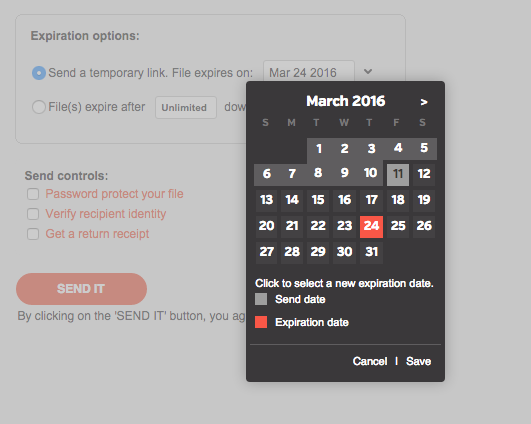 Expiration options:
Send a temporary link. File expires on: Mar 24 2016
File(s) expire after Unlimited dow
March 2016 >
S M T W T F S
1 2 3 4 5
6 7 8 9 10 11 12
13 14 15 16 17 18 19
20 21 22 23 24 25 26
27 28 29 30 31
Click to select a new expiration date.
Send date
Expiration date
Cancel | Save
Send controls:
Password protect your file
Verify recipient identity
Get a return receipt
SEND IT
By clicking on the 'SEND IT' button, you ag